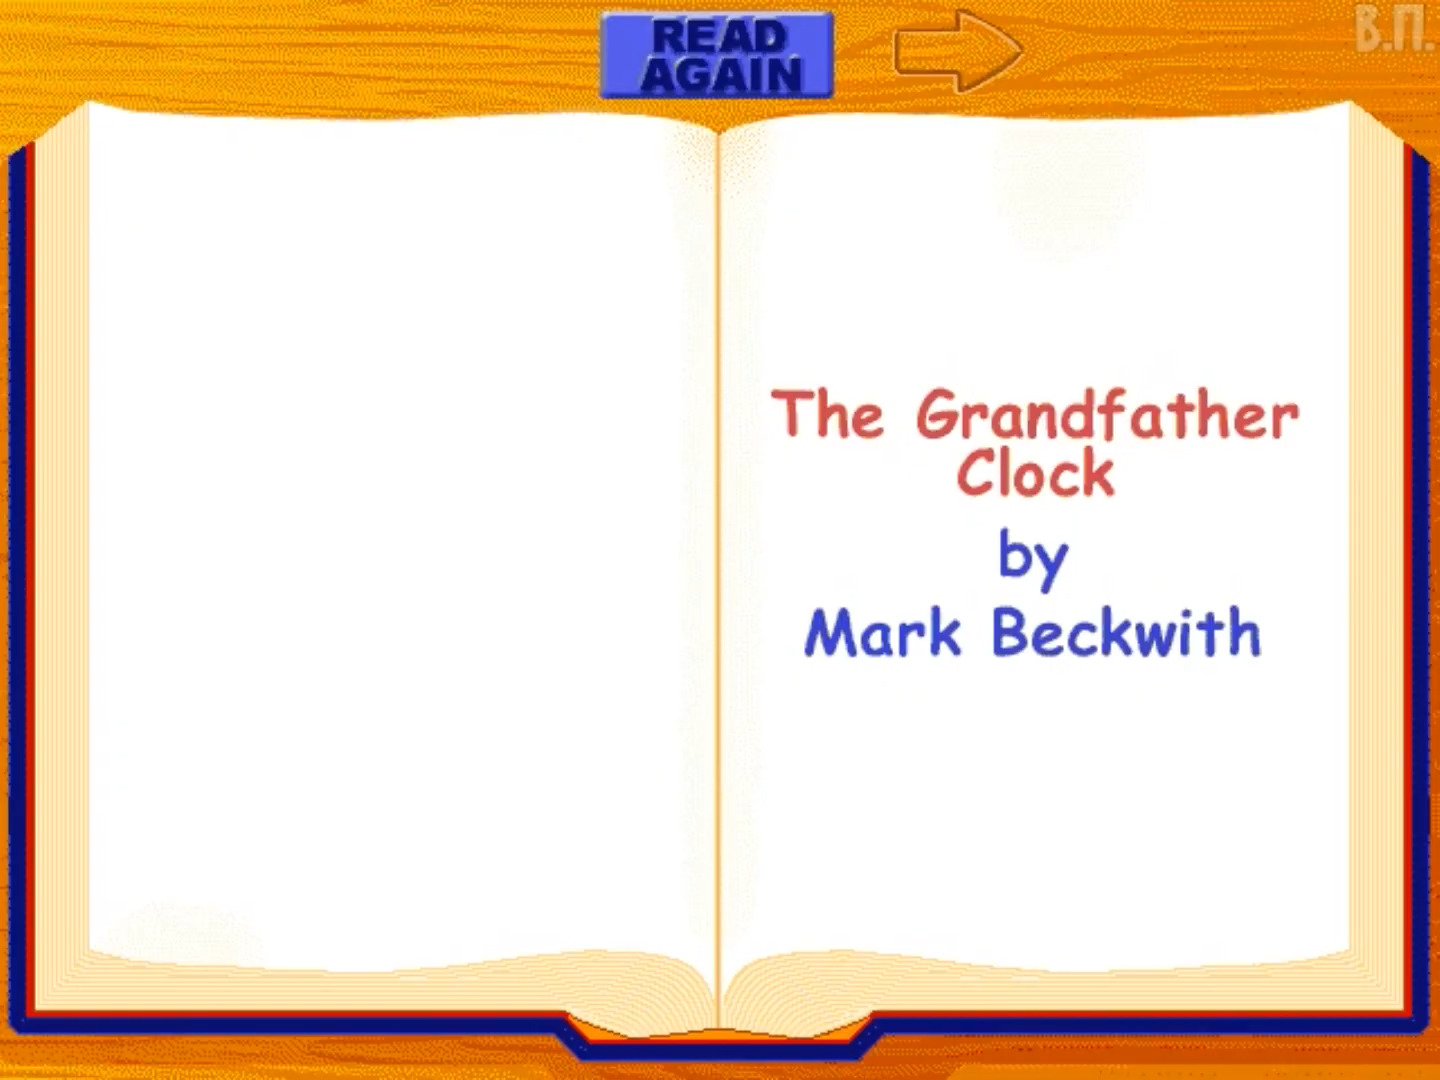 READ
AGAIN
В.П.
The Grandfather
Clock
by
Mark Beckwith